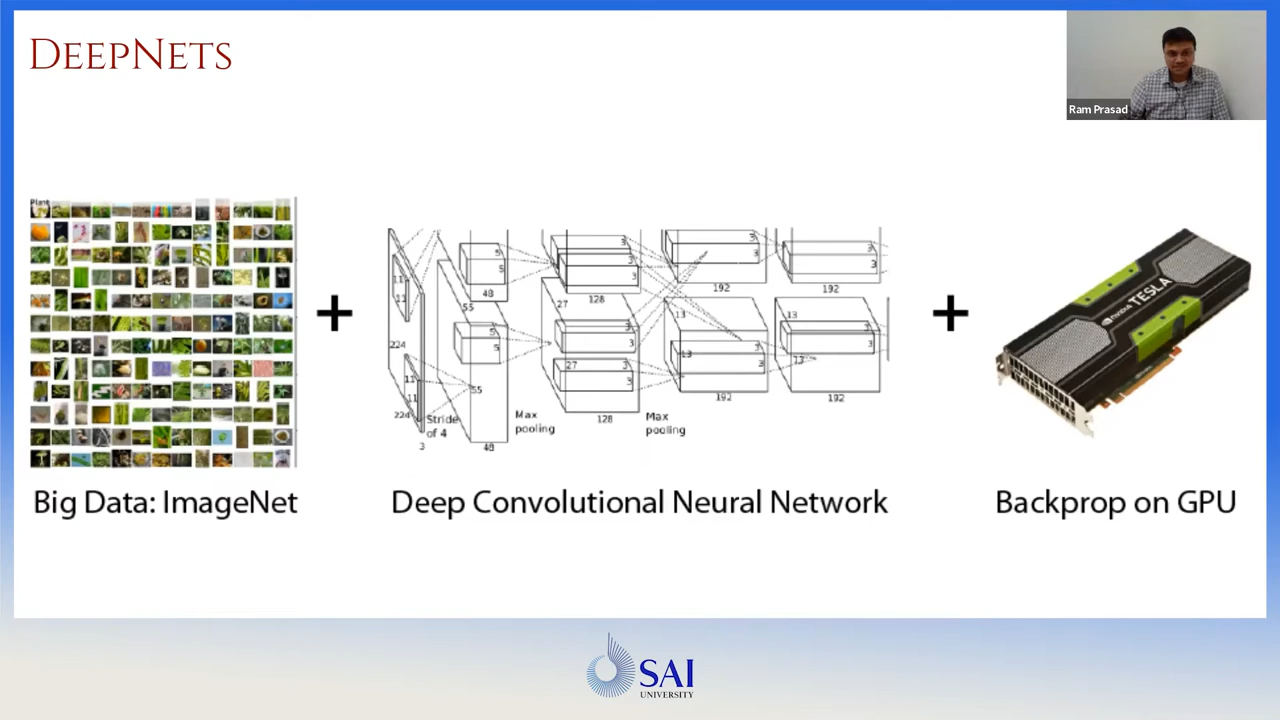 DEEPNETS
Ram Prasad
Plant
11
11
224
11
11
224
3
Stride
of 4
55
5
5
48
5
5
55
48
Max
pooling
3
3
128
27
3
3
27
3
3
128
Max
pooling
3
3
192
13
3
13
3
192
3
3
192
13
3
3
13
192
+
+
NVIDIA TESLA
Big Data: ImageNet
Deep Convolutional Neural Network
Backprop on GPU
SAI
UNIVERSITY